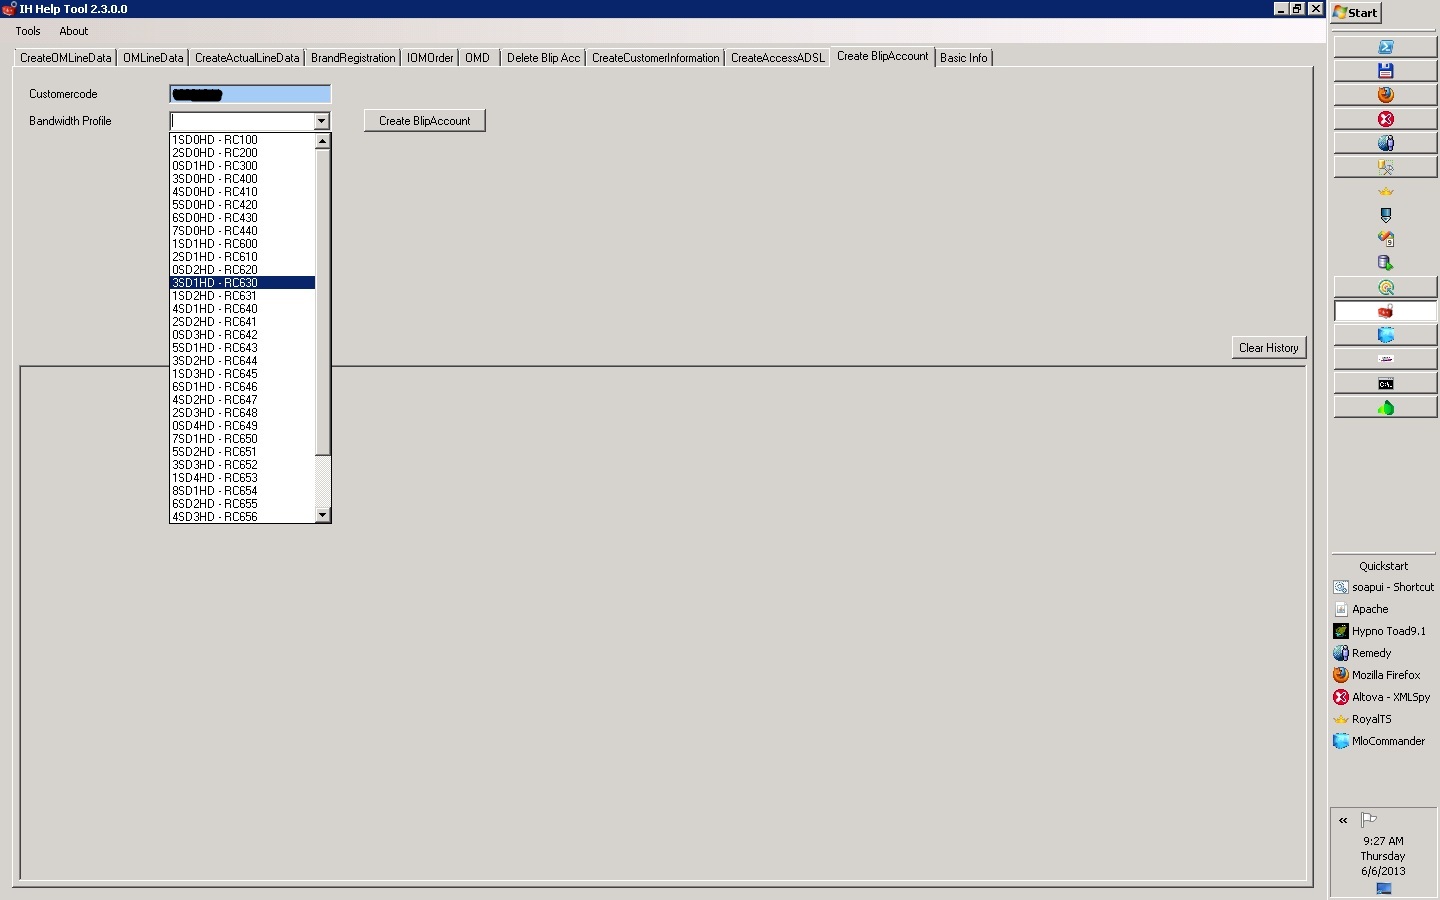 IH Help Tool 2.3.0.0
Start
Tools About
CreateOMLineData OMLineData CreateActualLineData BrandRegistration IOMOrder OMD Delete Blip Acc CreateCustomerInformation CreateAccessADSL Create BlipAccount Basic Info
Customercode
Bandwidth Profile
Create BlipAccount
1SD0HD - RC100
2SD0HD - RC200
0SD1HD - RC300
3SD0HD - RC400
4SD0HD - RC410
5SD0HD - RC420
6SD0HD - RC430
7SD0HD - RC440
1SD1HD - RC600
2SD1HD - RC610
0SD2HD - RC620
3SD1HD - RC630
1SD2HD - RC631
4SD1HD - RC640
2SD2HD - RC641
0SD3HD - RC642
5SD1HD - RC643
3SD2HD - RC644
1SD3HD - RC645
6SD1HD - RC646
4SD2HD - RC647
2SD3HD - RC648
0SD4HD - RC649
7SD1HD - RC650
5SD2HD - RC651
3SD3HD - RC652
1SD4HD - RC653
8SD1HD - RC654
6SD2HD - RC655
4SD3HD - RC656
Clear History
C:\.
Quickstart
soapui - Shortcut
Apache
Hypno Toad9.1
Remedy
Mozilla Firefox
Altova - XMLSpy
RoyalTS
MloCommander
9:27 AM
Thursday
6/6/2013